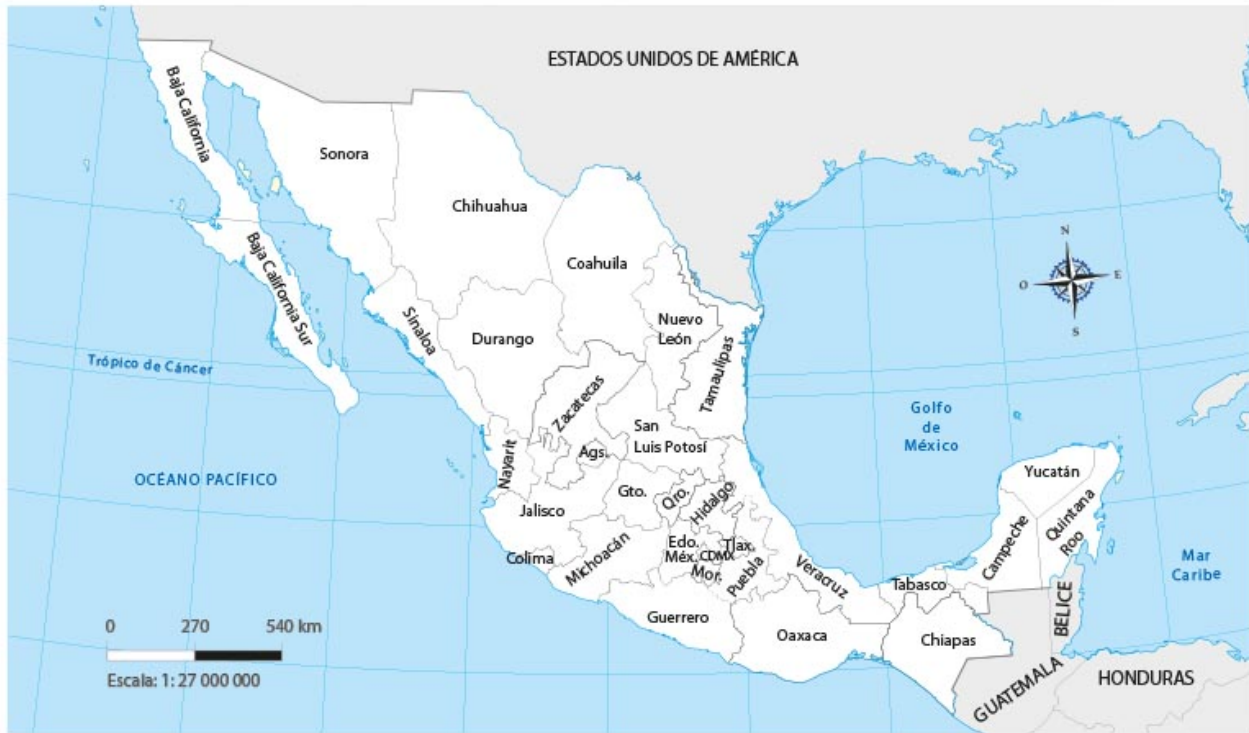 ESTADOS UNIDOS DE AMÉRICA
Baja California
Sonora
Chihuahua
Coahuila
Baja California Sur
Sinaloa
Durango
Nuevo
León
Tamaulipas
N
O
E
S
Trópico de Cáncer
Zacatecas
San
Luis Potosí
Golfo
de
México
Nayarit
Ags.
OCÉANO PACÍFICO
Jalisco
Gto.
Qro.
Hidalgo
Yucatán
Quintana
Roo
Campeche
Colima
Michoacán
Edo.
Méx.
CDMX
Tlax.
Mor.
Puebla
Veracruz
Tabasco
Mar
Caribe
BELICE
Guerrero
Oaxaca
Chiapas
GUATEMALA
HONDURAS
0 270 540 km
Escala: 1: 27 000 000